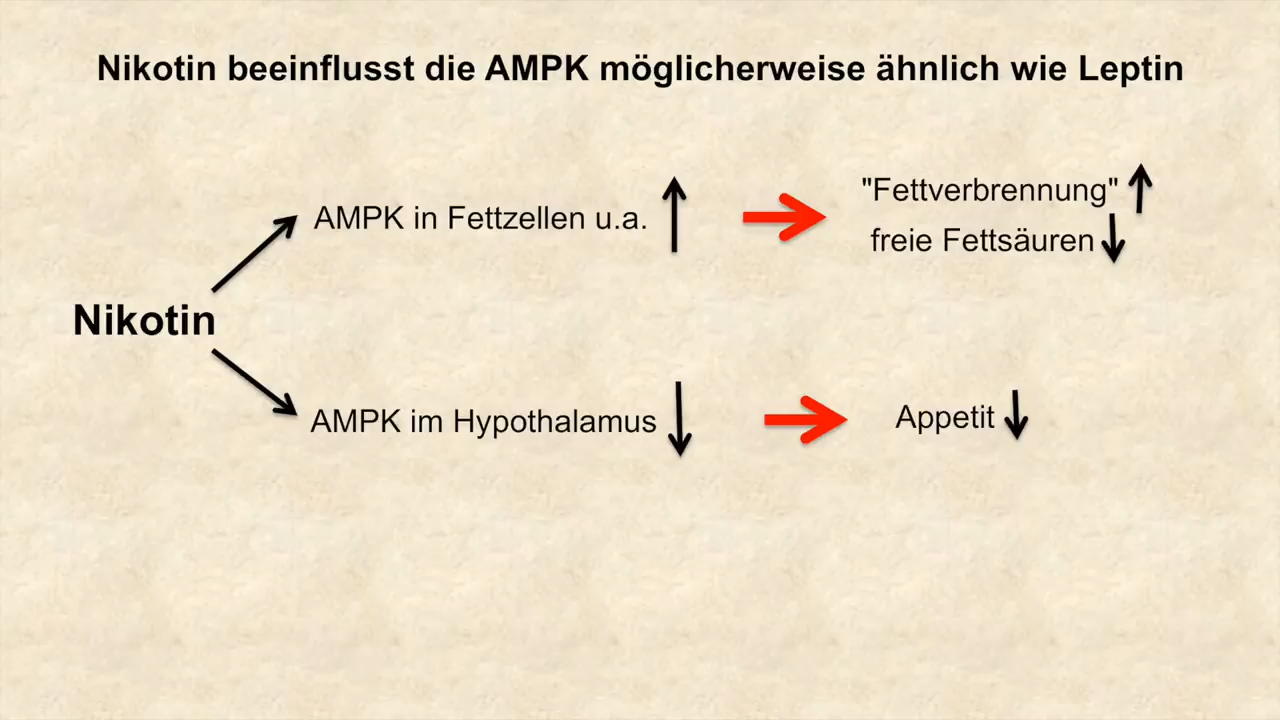 Nikotin beeinflusst die AMPK möglicherweise ähnlich wie Leptin
"Fettverbrennung"
AMPK in Fettzellen u.a.
freie Fettsäuren
Nikotin
AMPK im Hypothalamus
Appetit